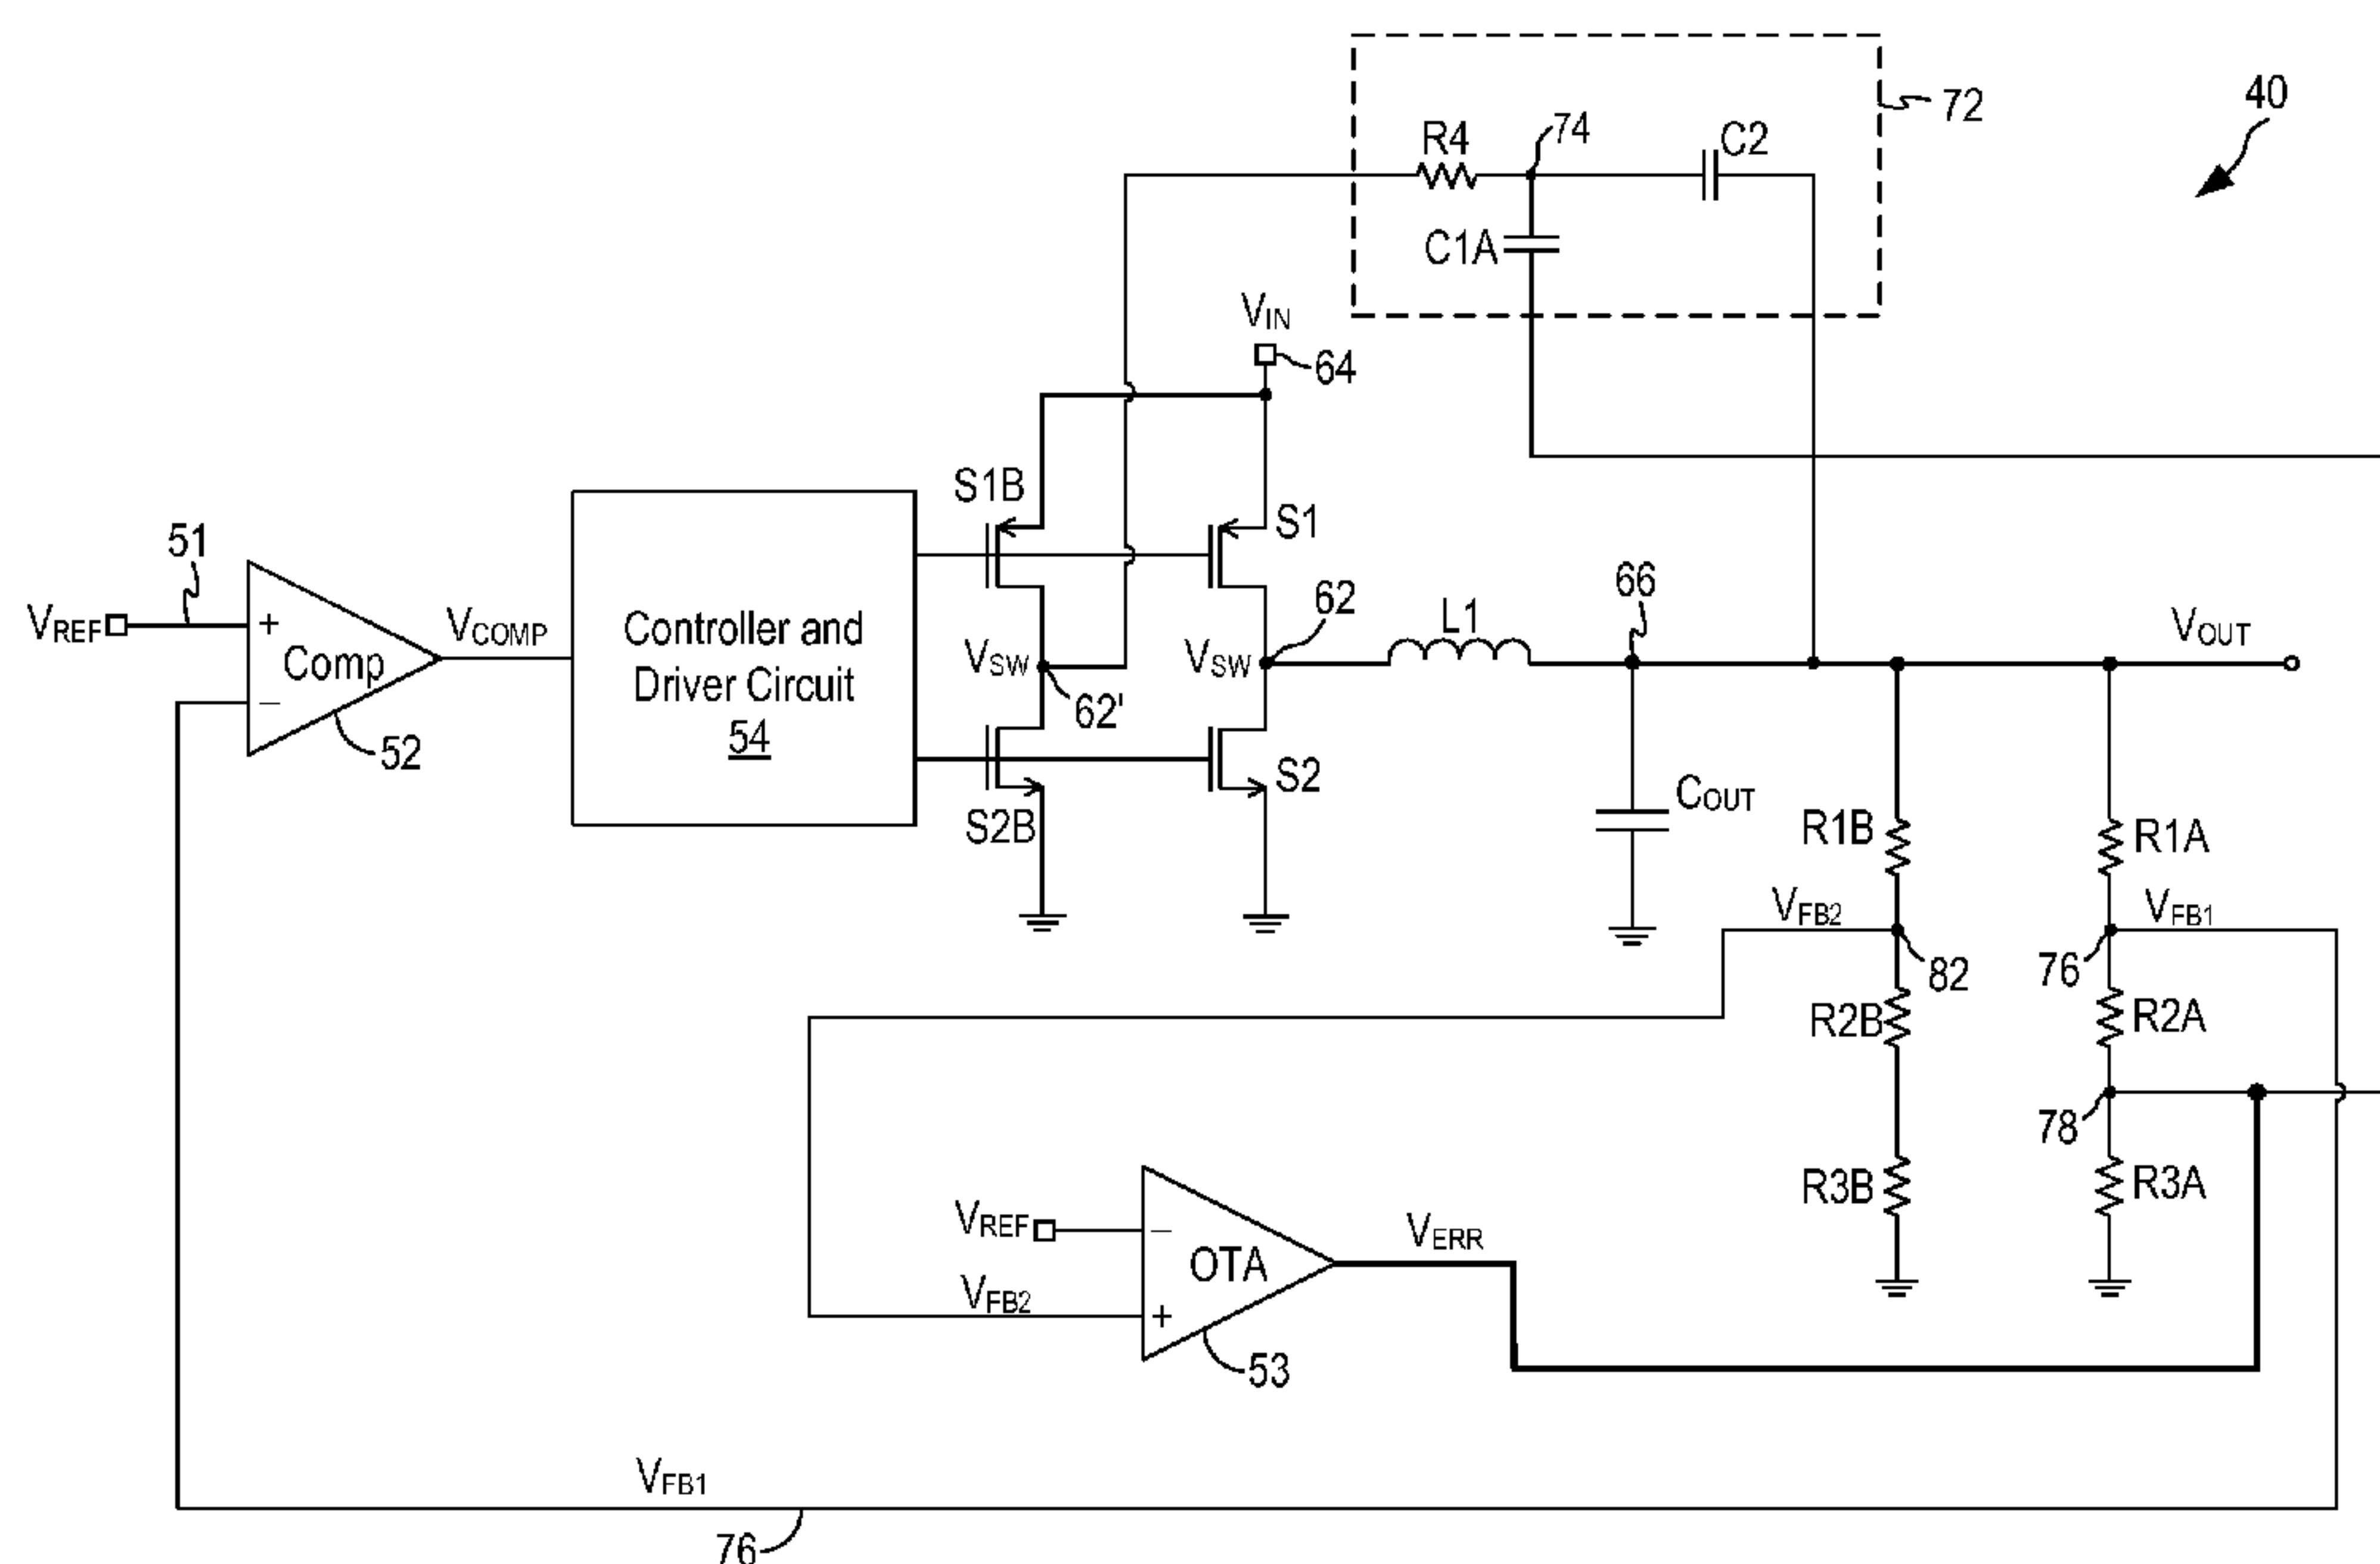 40
72
R4
74
C2
C1A
VIN
64
S1B
S1
51
VREF
+
Comp
−
VCOMP
52
Controller and
Driver Circuit
54
VSW
62'
VSW
62
L1
66
VOUT
S2B
S2
COUT
R1B
R1A
VFB2
VFB1
82
76
R2B
R2A
78
R3B
R3A
VREF
−
OTA
VERR
VFB2
+
53
VFB1
76